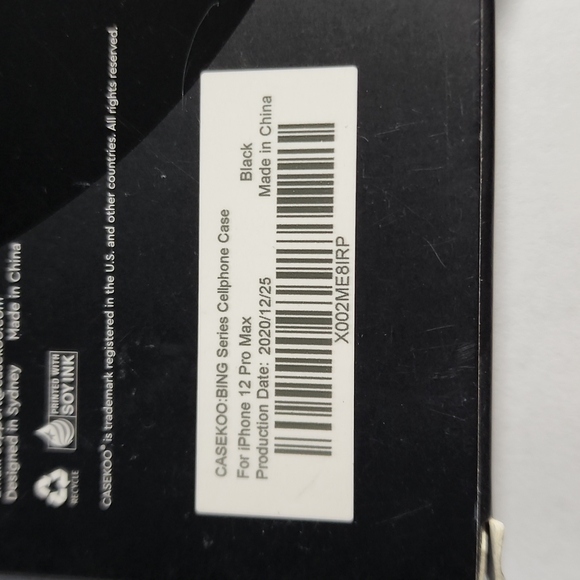 Designed in Sydney Made in China
RECYCLE
PRINTED WITH
SOY INK
CASEKOO® is trademark registered in the U.S. and other countries. All rights reserved.
CASEKOO:BING Series Cellphone Case
For iPhone 12 Pro Max Black
Production Date: 2020/12/25 Made in China
X002ME8IRP